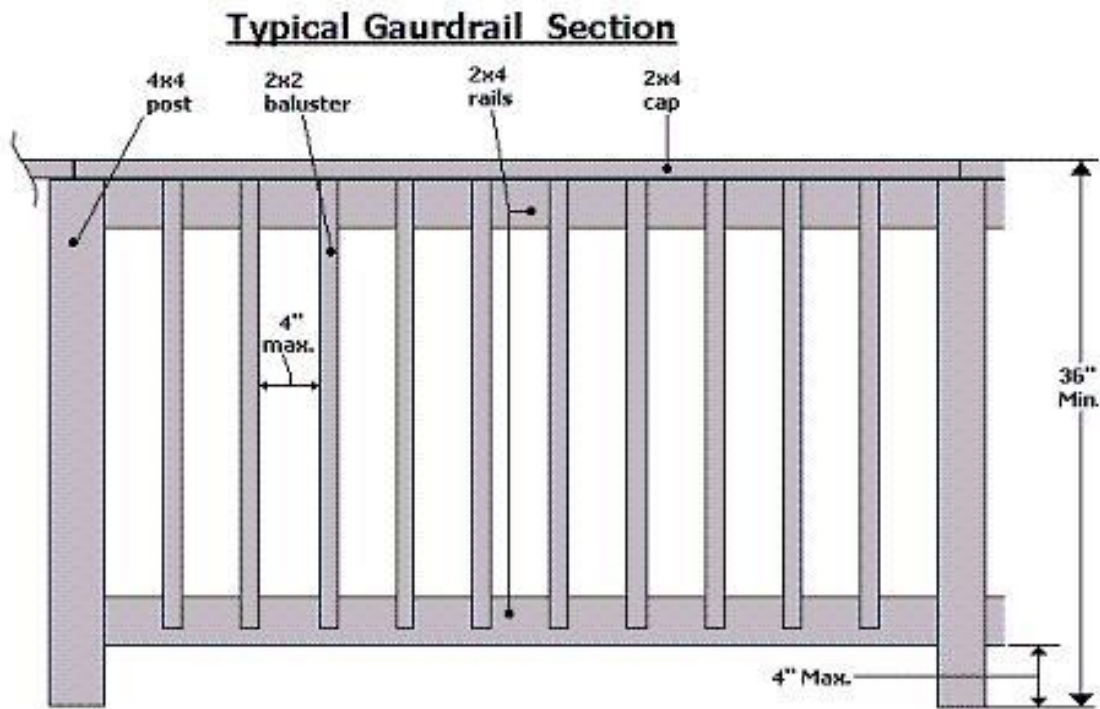 Typical Gaurdrail Section
4x4
post
2x2
baluster
2x4
rails
2x4
cap
4"
max.
36"
Min.
4" Max.